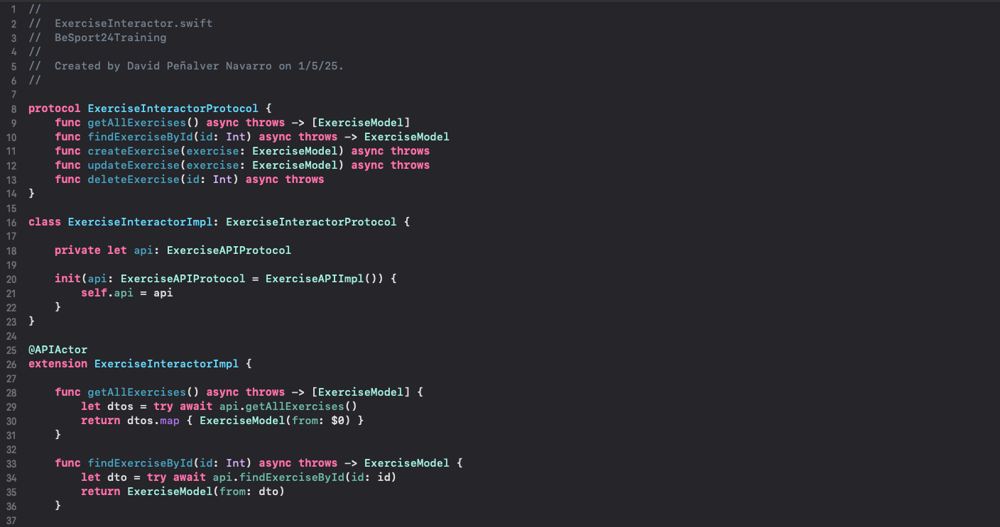 1 //
2 //  ExerciseInteractor.swift
3 //  BeSport24Training
4 //
5 //  Created by David Peñalver Navarro on 1/5/25.
6 //
7
8 protocol ExerciseInteractorProtocol {
9     func getAllExercises() async throws -> [ExerciseModel]
10     func findExerciseById(id: Int) async throws -> ExerciseModel
11     func createExercise(exercise: ExerciseModel) async throws
12     func updateExercise(exercise: ExerciseModel) async throws
13     func deleteExercise(id: Int) async throws
14 }
15
16 class ExerciseInteractorImpl: ExerciseInteractorProtocol {
17
18     private let api: ExerciseAPIProtocol
19
20     init(api: ExerciseAPIProtocol = ExerciseAPIImpl()) {
21         self.api = api
22     }
23 }
24
25 @APIActor
26 extension ExerciseInteractorImpl {
27
28     func getAllExercises() async throws -> [ExerciseModel] {
29         let dtos = try await api.getAllExercises()
30         return dtos.map { ExerciseModel(from: $0) }
31     }
32
33     func findExerciseById(id: Int) async throws -> ExerciseModel {
34         let dto = try await api.findExerciseById(id: id)
35         return ExerciseModel(from: dto)
36     }
37